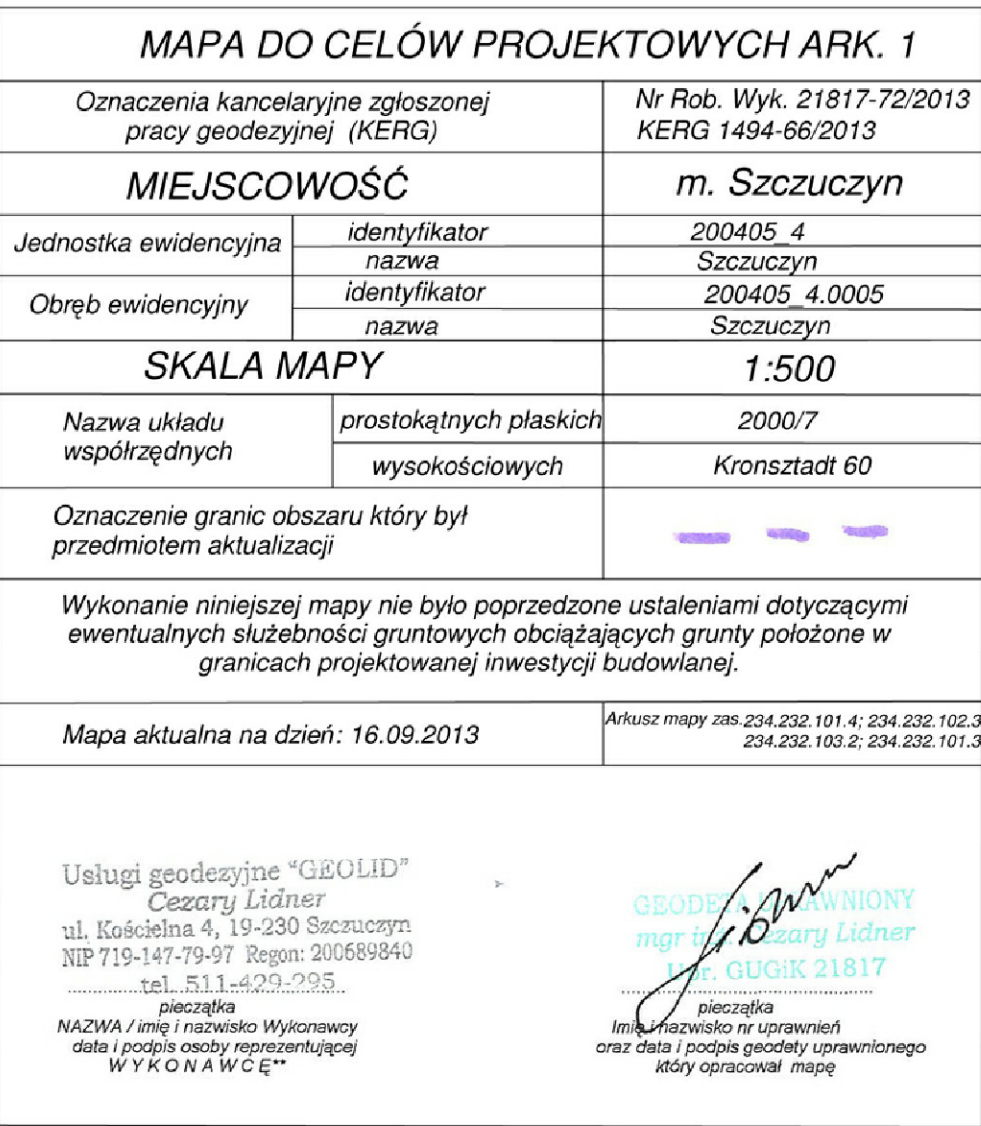 MAPA DO CELÓW PROJEKTOWYCH ARK. 1
Oznaczenia kancelaryjne zgłoszonej
pracy geodezyjnej (KERG)
Nr Rob. Wyk. 21817-72/2013
KERG 1494-66/2013
MIEJSCOWOŚĆ
m. Szczuczyn
Jednostka ewidencyjna
identyfikator
200405_4
nazwa
Szczuczyn
Obręb ewidencyjny
identyfikator
200405_4.0005
nazwa
Szczuczyn
SKALA MAPY
1:500
Nazwa układu
współrzędnych
prostokątnych płaskich
2000/7
wysokościowych
Kronsztadt 60
Oznaczenie granic obszaru który był
przedmiotem aktualizacji
Wykonanie niniejszej mapy nie było poprzedzone ustaleniami dotyczącymi
ewentualnych służebności gruntowych obciążających grunty położone w
granicach projektowanej inwestycji budowlanej.
Mapa aktualna na dzień: 16.09.2013
Arkusz mapy zas.234.232.101.4; 234.232.102.3
234.232.103.2; 234.232.101.3
Usługi geodezyjne "GEOLID"
Cezary Lidner
ul. Kościelna 4, 19-230 Szczuczyn
NIP 719-147-79-97 Regon: 200689840
tel. 511-429-295
pieczątka
NAZWA / imię i nazwisko Wykonawcy
data i podpis osoby reprezentującej
WYKONAWCĘ**
GEODETA UPRAWNIONY
mgr inż. Cezary Lidner
Upr. GUGiK 21817
pieczątka
Imię i nazwisko nr uprawnień
oraz data i podpis geodety uprawnionego
który opracował mapę